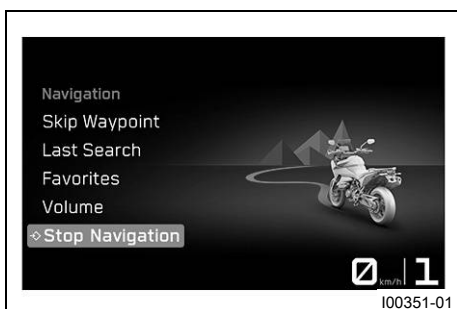 Navigation
Skip Waypoint
Last Search
Favorites
Volume
Stop Navigation
0 km/h 1
I00351-01